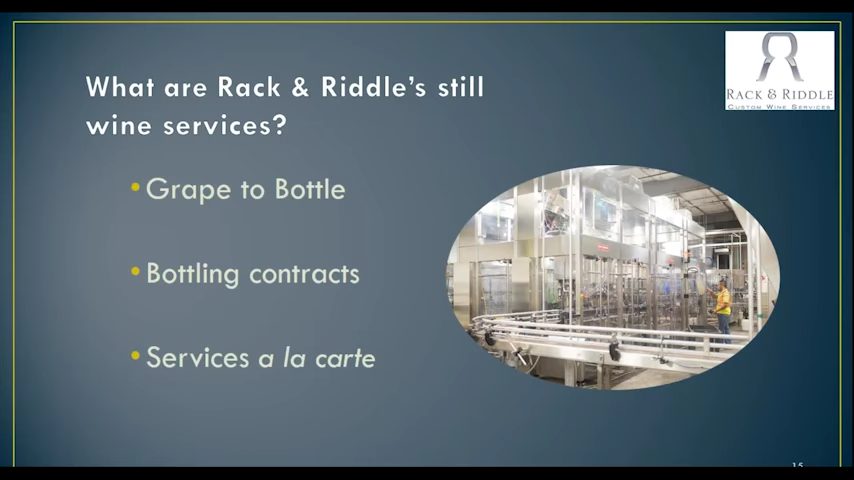 RACK & RIDDLE
CUSTOM WINE SERVICES
What are Rack & Riddle's still
wine services?
•Grape to Bottle
•Bottling contracts
•Services a la carte
15